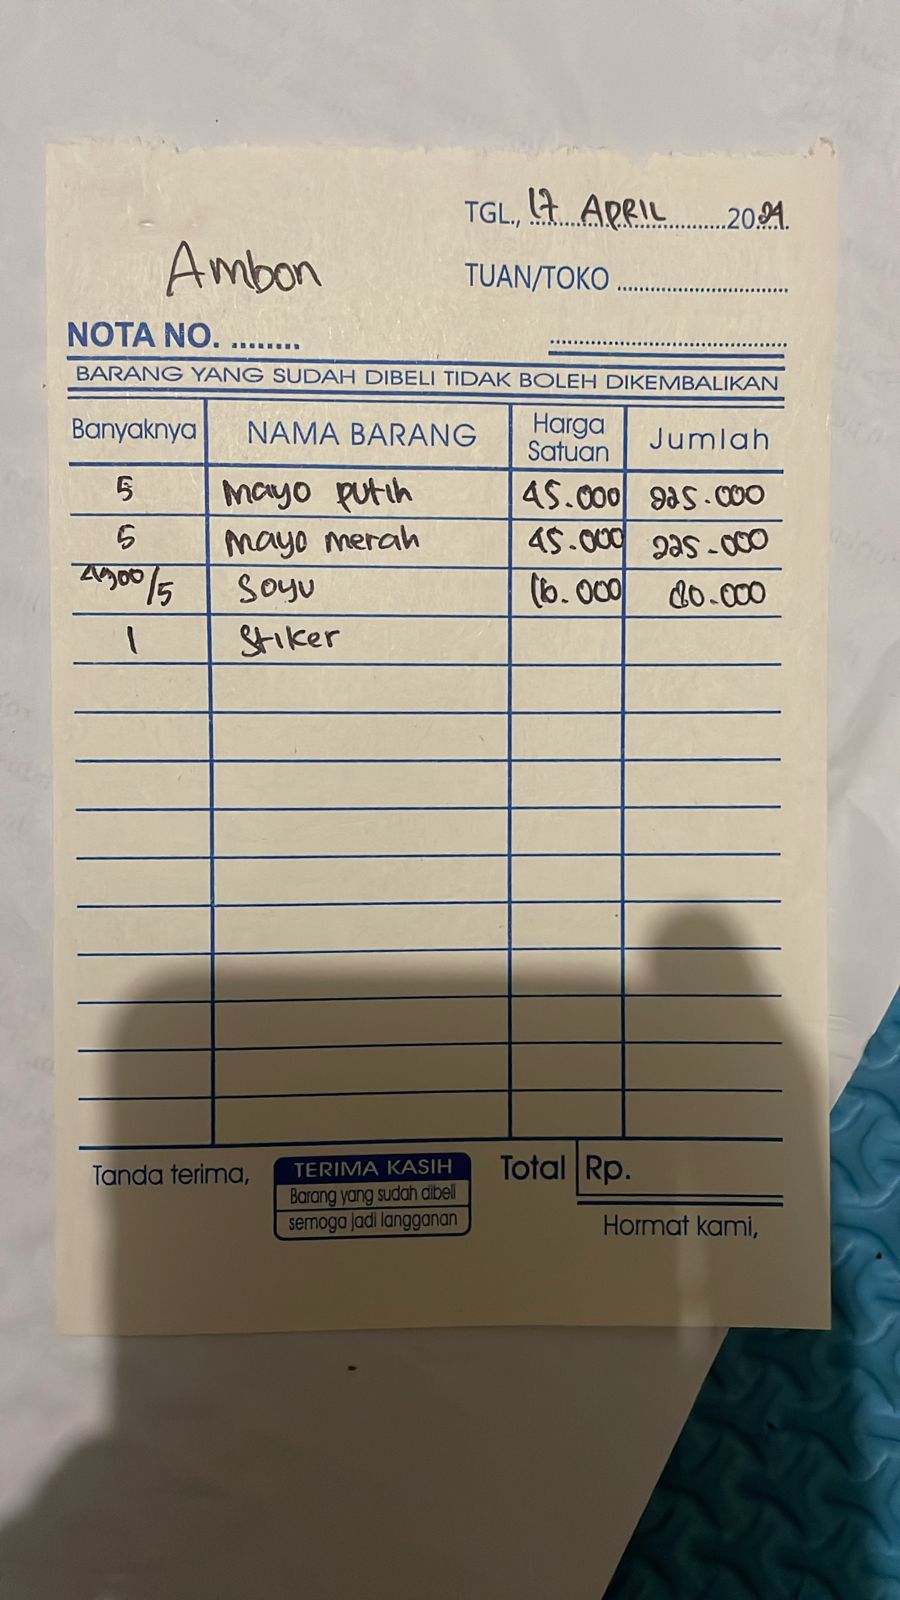 TGL., 17 APRIL 2024.
Ambon
TUAN/TOKO
NOTA NO.
BARANG YANG SUDAH DIBELI TIDAK BOLEH DIKEMBALIKAN
Banyaknya NAMA BARANG Harga Satuan Jumlah
5 Mayo putih 45.000 225.000
5 Mayo merah 45.000 225.000
/5 Soyu 16.000 80.000
1 Stiker
Tanda terima,
TERIMA KASIH
Barang yang sudah dibeli
semoga jadi langganan
Total Rp.
Hormat kami,